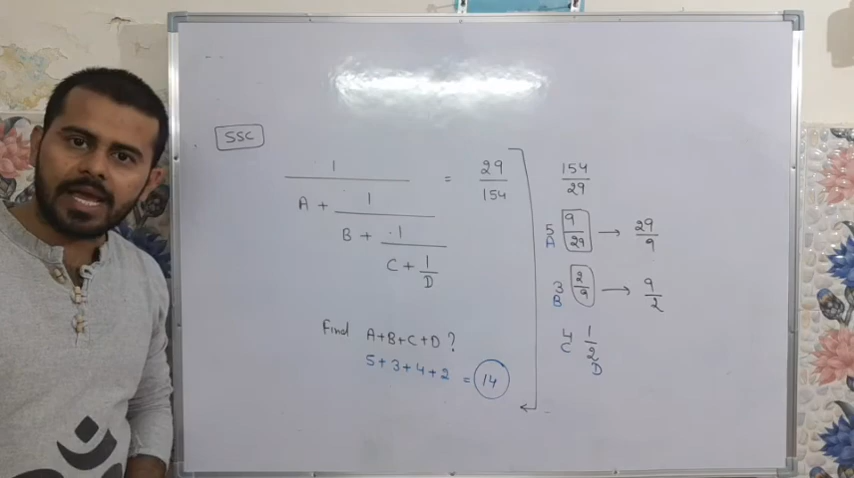 SSC
1
A + 1
B + 1
C + 1
D
= 29
154
Find A+B+C+D?
5+3+4+2 = 14
154
29
5 9 → 29
A 29 9
3 2 → 9
B 9 2
4 1
C 2
D